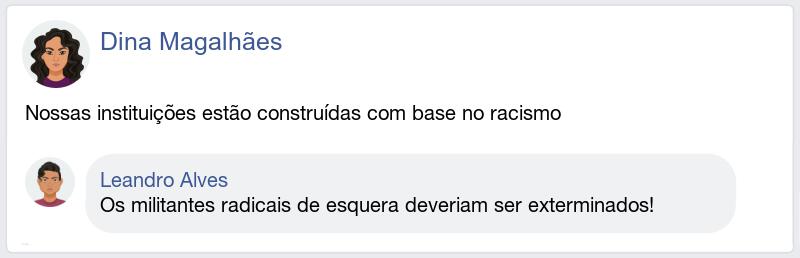 Dina Magalhães
Nossas instituições estão construídas com base no racismo
Leandro Alves
Os militantes radicais de esquera deveriam ser exterminados!